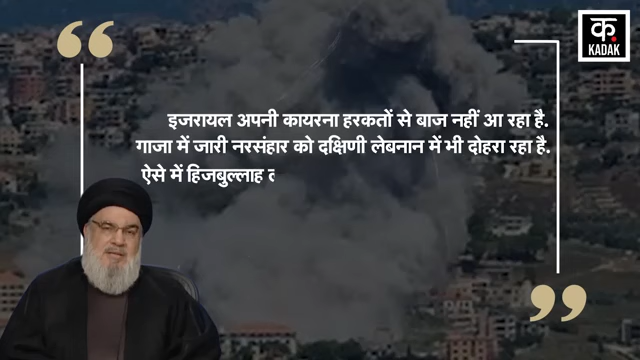 क.
KADAK
इजरायल अपनी कायरना हरकतों से बाज नहीं आ रहा है.
गाजा में जारी नरसंहार को दक्षिणी लेबनान में भी दोहरा रहा है.
ऐसे में हिजबुल्लाह